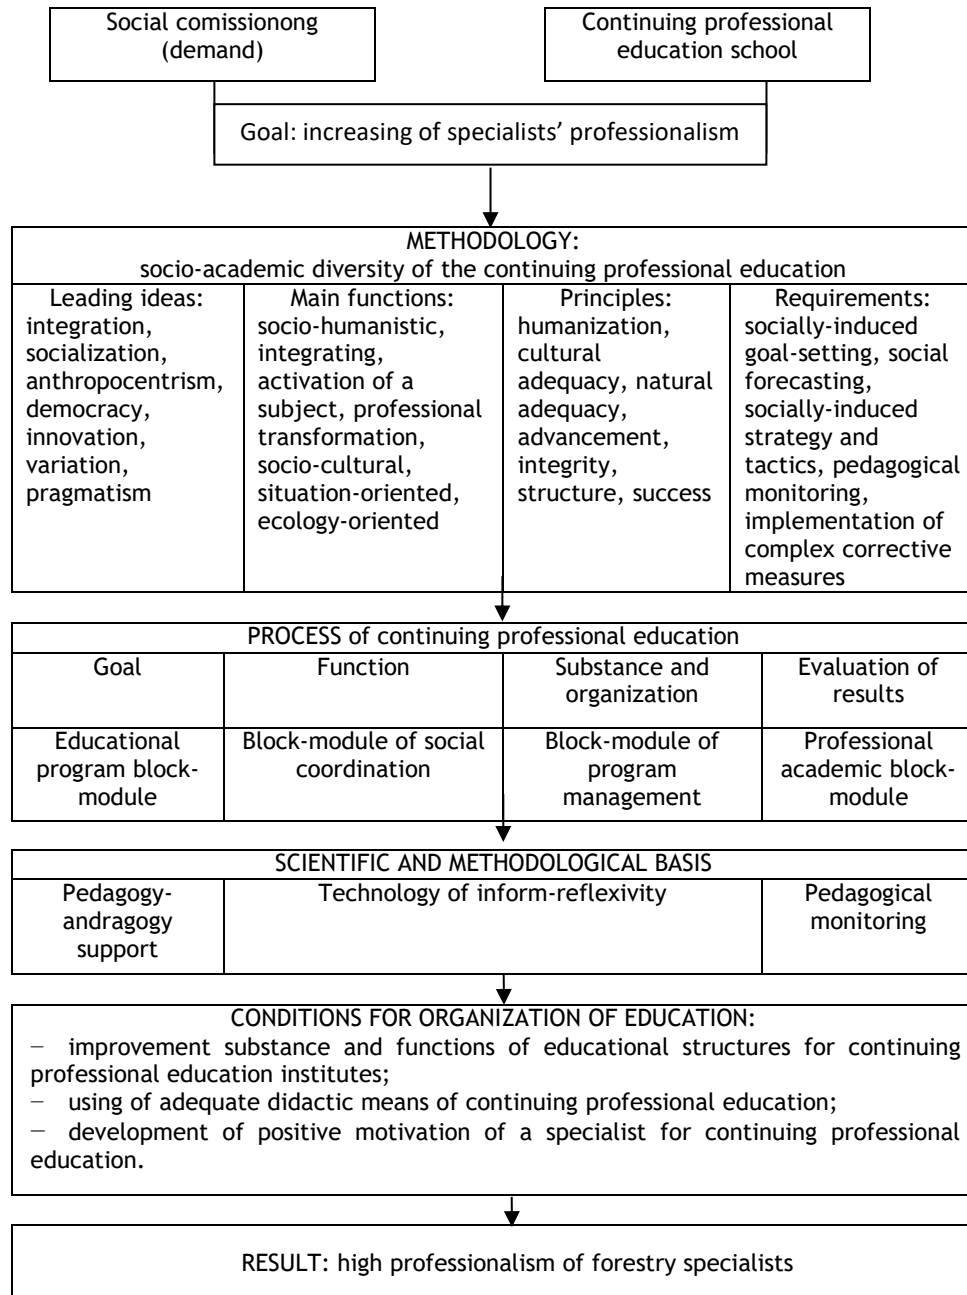 Social comissionong
(demand)
Continuing professional
education school
Goal: increasing of specialists’ professionalism
METHODOLOGY:
socio-academic diversity of the continuing professional education
Leading ideas:
integration,
socialization,
anthropocentrism,
democracy,
innovation,
variation,
pragmatism
Main functions:
socio-humanistic,
integrating,
activation of a
subject, professional
transformation,
socio-cultural,
situation-oriented,
ecology-oriented
Principles:
humanization,
cultural
adequacy, natural
adequacy,
advancement,
integrity,
structure, success
Requirements:
socially-induced
goal-setting, social
forecasting,
socially-induced
strategy and
tactics, pedagogical
monitoring,
implementation of
complex corrective
measures
PROCESS of continuing professional education
Goal
Function
Substance and
organization
Evaluation of
results
Educational
program block-
module
Block-module of social
coordination
Block-module of
program
management
Professional
academic block-
module
SCIENTIFIC AND METHODOLOGICAL BASIS
Pedagogy-
andragogy
support
Technology of inform-reflexivity
Pedagogical
monitoring
CONDITIONS FOR ORGANIZATION OF EDUCATION:
− improvement substance and functions of educational structures for continuing
professional education institutes;
− using of adequate didactic means of continuing professional education;
− development of positive motivation of a specialist for continuing professional
education.
RESULT: high professionalism of forestry specialists